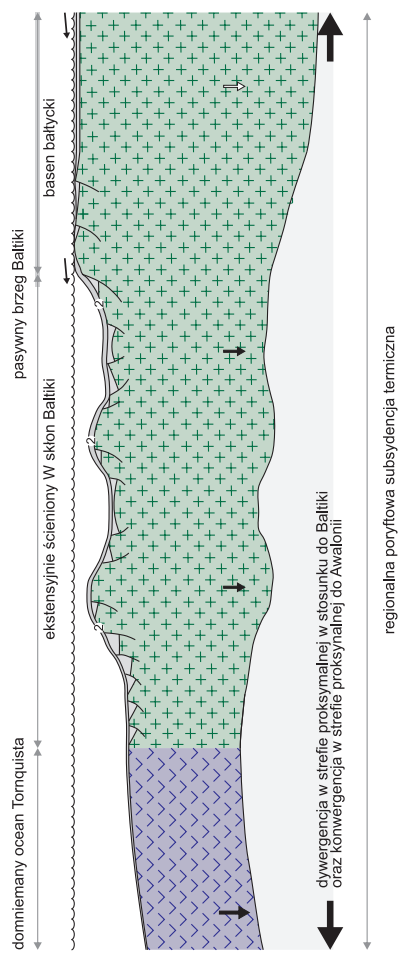 domniemany ocean Tornquista
pasywny brzeg Baltiki
ekstensyjnie ścieniony W skłon Baltiki
basen bałtycki
2
2
2
dywergencja w strefie proksymalnej w stosunku do Baltiki
oraz konwergencja w strefie proksyhalnej do Awalonii
regionalna poryftowa subsydencja termiczna